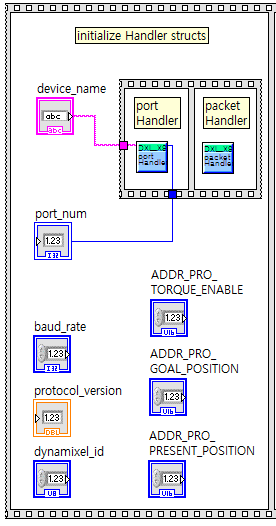 initialize Handler structs
device_name
abc
abc
port
Handler
packet
Handler
DXL_x8
port
Handle
DXL_x8
packet
Handle
port_num
1.23
I32
ADDR_PRO_
TORQUE_ENABLE
1.23
U16
baud_rate
1.23
I32
ADDR_PRO_
GOAL_POSITION
1.23
U16
protocol_version
1.23
DBL
dynamixel_id
1.23
U8
ADDR_PRO_
PRESENT_POSITION
1.23
U16